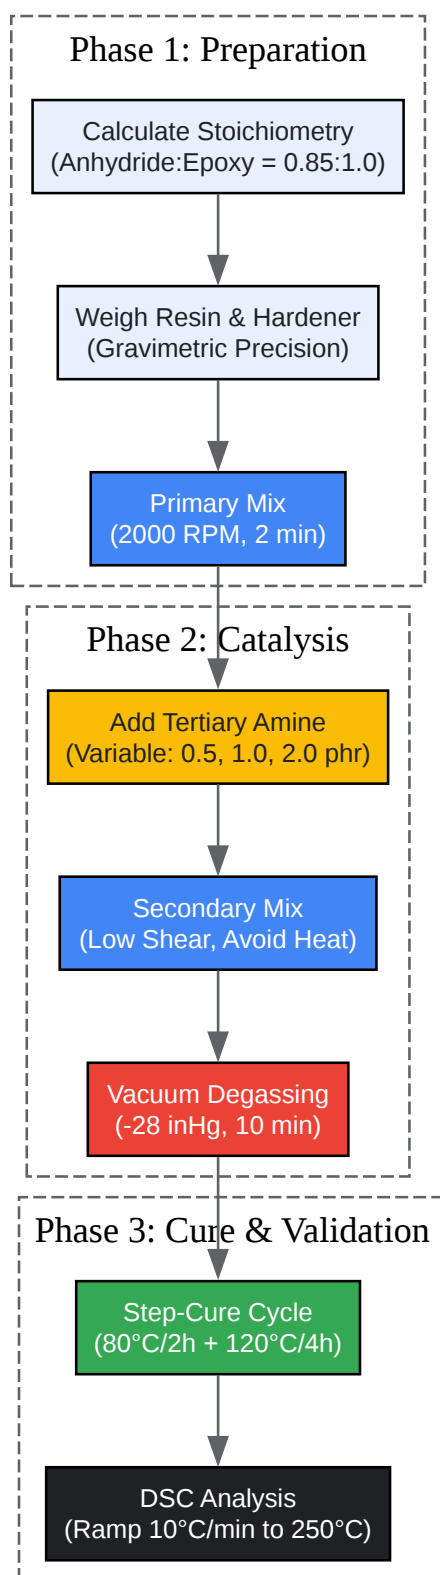 Phase 1: Preparation
Calculate Stoichiometry
(Anhydride:Epoxy = 0.85:1.0)
Weigh Resin & Hardener
(Gravimetric Precision)
Primary Mix
(2000 RPM, 2 min)
Phase 2: Catalysis
Add Tertiary Amine
(Variable: 0.5, 1.0, 2.0 phr)
Secondary Mix
(Low Shear, Avoid Heat)
Vacuum Degassing
(-28 inHg, 10 min)
Phase 3: Cure & Validation
Step-Cure Cycle
(80°C/2h + 120°C/4h)
DSC Analysis
(Ramp 10°C/min to 250°C)